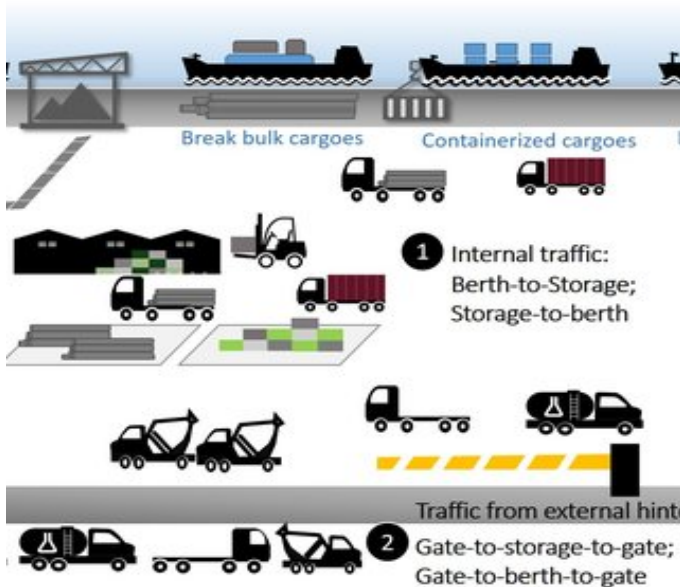 Break bulk cargoes
Containerized cargoes
1 Internal traffic:
Berth-to-Storage;
Storage-to-berth
Traffic from external
2 Gate-to-storage-to-gate;
Gate-to-berth-to-gate